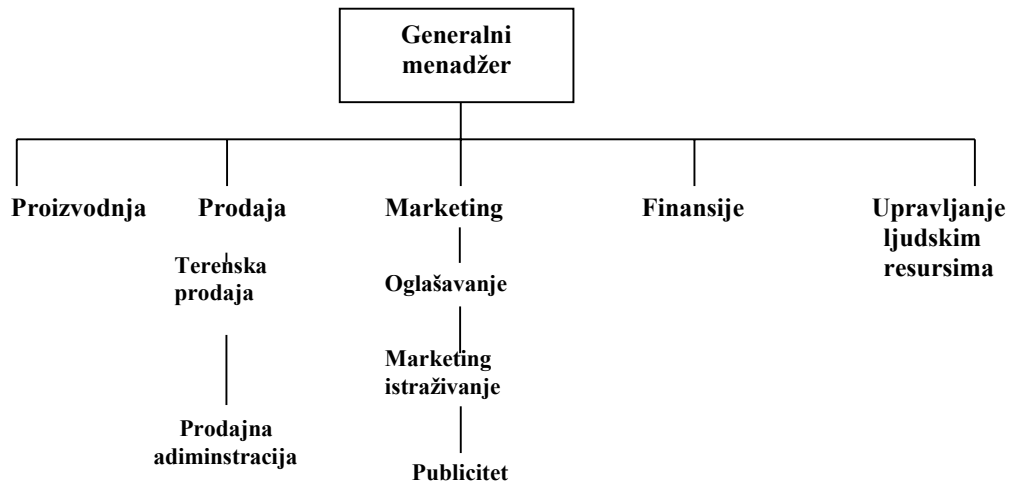 Generalni
menadžer
Proizvodnja
Prodaja
Marketing
Finansije
Upravljanje
ljudskim
resursima
Terenska
prodaja
Oglašavanje
Marketing
istraživanje
Prodajna
adiminstracija
Publicitet